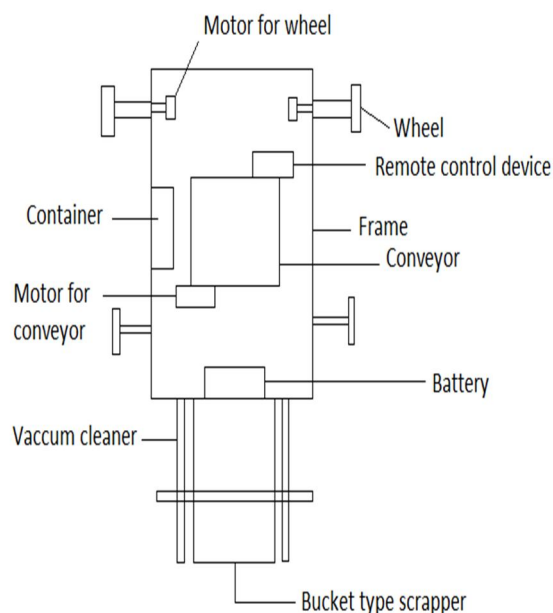 Motor for wheel
Wheel
Remote control device
Container
Frame
Conveyor
Motor for
conveyor
Battery
Vaccum cleaner
Bucket type scrapper